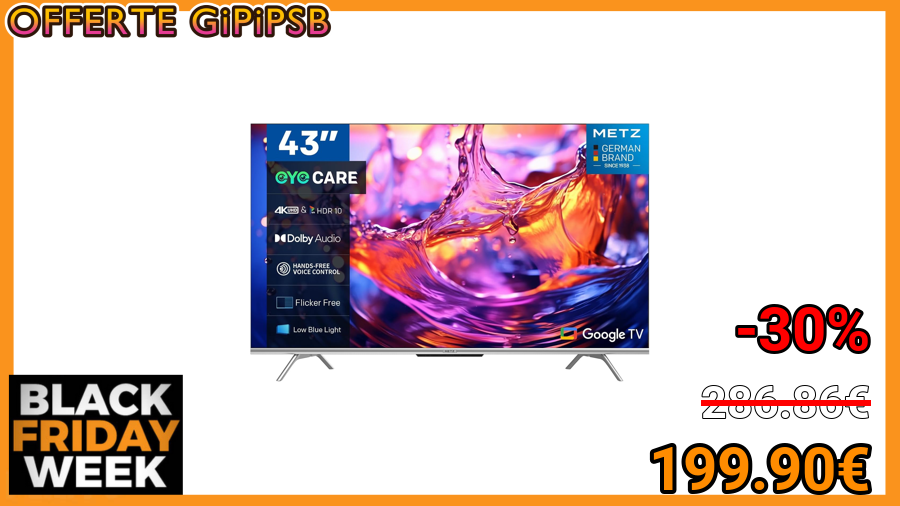 OFFERTE GiPiPSB
43"
METZ
GERMAN
BRAND
SINCE 1938
eye CARE
4K UHD & HDR 10
Dolby Audio
HANDS-FREE
VOICE CONTROL
Flicker Free
Low Blue Light
Google TV
-30%
286.86€
199.90€
BLACK
FRIDAY
WEEK